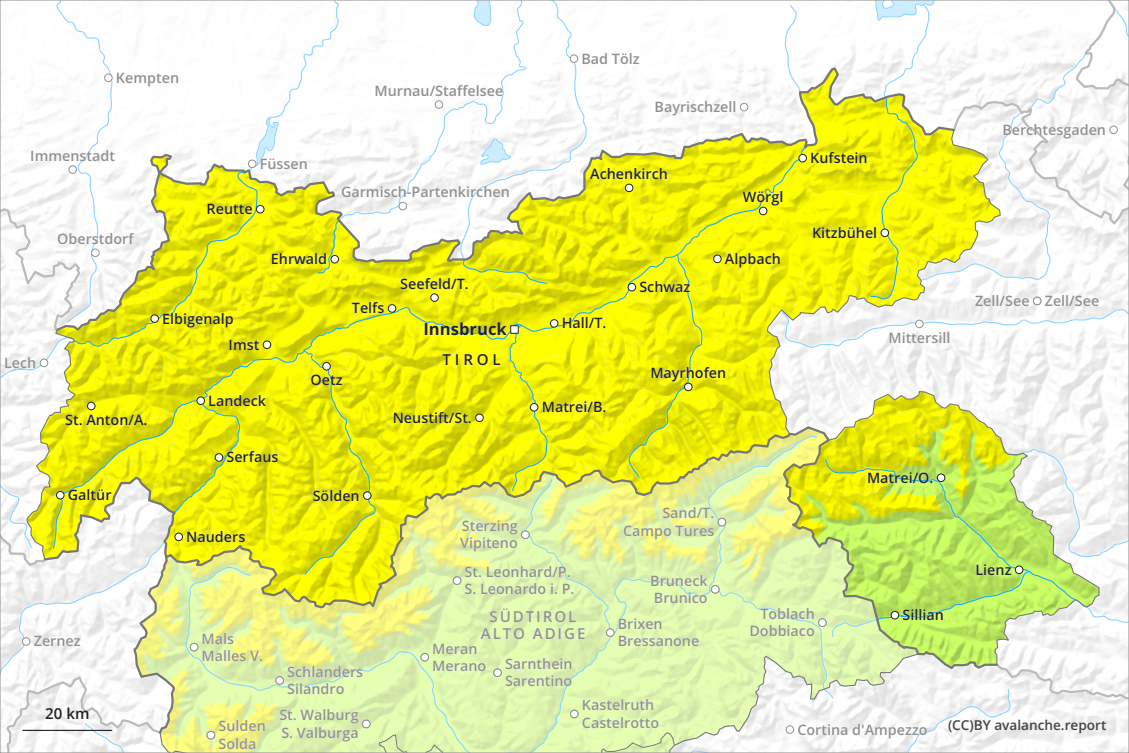 Kempten
Bad Tölz
Murnau/Staffelsee
Bayrischzell
Berchtesgaden
Immenstadt
Füssen
Kufstein
Achenkirch
Garmisch-Partenkirchen
Wörgl
Reutte
Oberstdorf
Kitzbühel
Ehrwald
Alpbach
Seefeld/T.
Schwaz
Telfs
Zell/See
Zell/See
Elbigenalp
Innsbruck
Hall/T.
Mittersill
Imst
TIROL
Lech
Oetz
Mayrhofen
Landeck
Matrei/B.
St. Anton/A.
Neustift/St.
Serfaus
Matrei/O.
Galtür
Sölden
Sand/T.
Campo Tures
Sterzing
Vipiteno
Nauders
St. Leonhard/P.
S. Leonardo i. P.
Lienz
Bruneck
Brunico
SÜDTIROL
ALTO ADIGE
Toblach
Dobbiaco
Sillian
Brixen
Bressanone
Zernez
Mals
Malles V.
Meran
Merano
Sarnthein
Sarentino
Schlanders
Silandro
Kastelruth
Castelrotto
St. Walburg
S. Valburga
20 km
Sulden
Solda
Cortina d'Ampezzo
(CC)BY avalanche.report